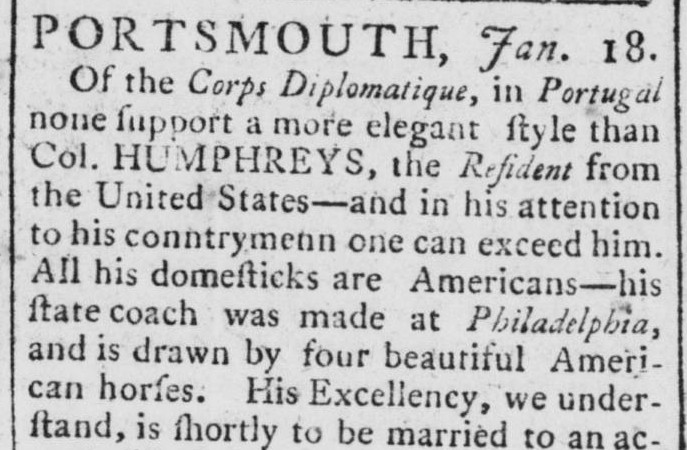 PORTSMOUTH, Jan. 18.
Of the Corps Diplomatique, in Portugal
none ſupport a more elegant ſtyle than
Col. HUMPHREYS, the Reſident from
the United States—and in his attention
to his conntrymenn one can exceed him.
All his domeſticks are Americans—his
ſtate coach was made at Philadelphia,
and is drawn by four beautiful Ameri-
can horſes. His Excellency, we under-
ſtand, is ſhortly to be married to an ac-